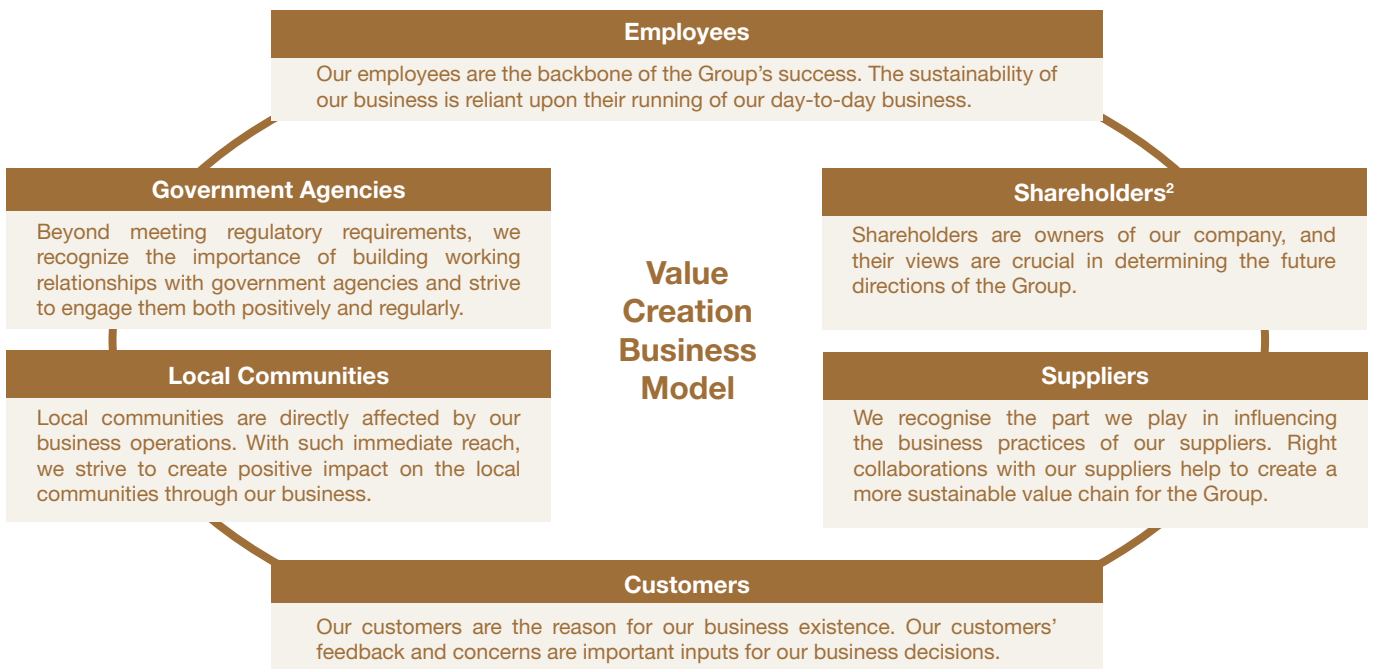 Employees
Our employees are the backbone of the Group’s success. The sustainability of
our business is reliant upon their running of our day-to-day business.
Government Agencies
Beyond meeting regulatory requirements, we
recognize the importance of building working
relationships with government agencies and strive
to engage them both positively and regularly.
Shareholders²
Shareholders are owners of our company, and
their views are crucial in determining the future
directions of the Group.
Value
Creation
Business
Model
Local Communities
Local communities are directly affected by our
business operations. With such immediate reach,
we strive to create positive impact on the local
communities through our business.
Suppliers
We recognise the part we play in influencing
the business practices of our suppliers. Right
collaborations with our suppliers help to create a
more sustainable value chain for the Group.
Customers
Our customers are the reason for our business existence. Our customers’
feedback and concerns are important inputs for our business decisions.